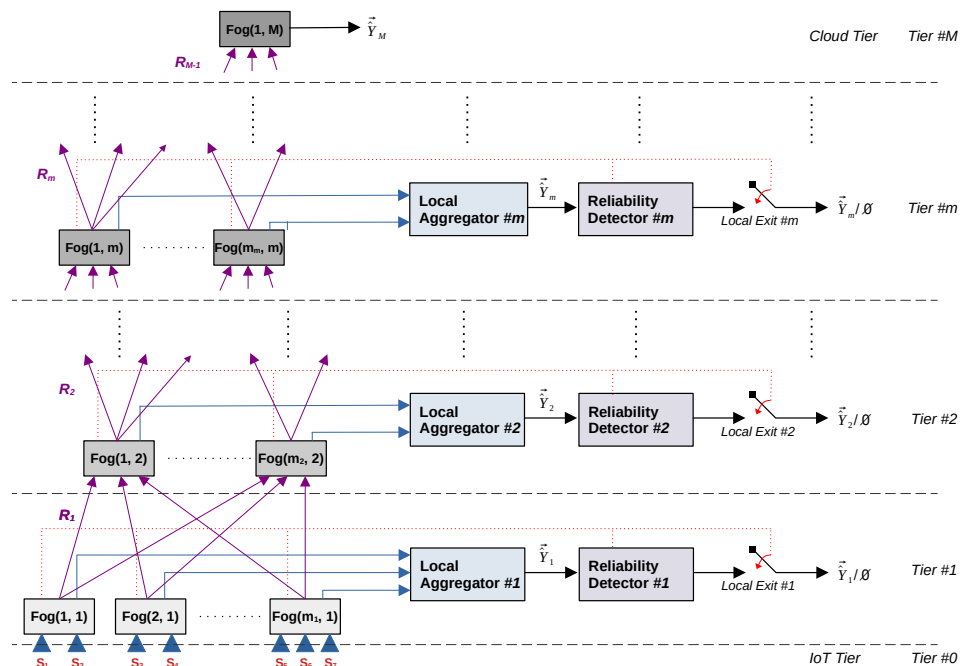 Fog(1, M)
Ŷ_M
Cloud Tier
Tier #M
R_M-1
R_m
Local Aggregator #m
Ŷ_m
Reliability Detector #m
Local Exit #m
Ŷ_m/∅
Tier #m
Fog(1, m)
Fog(m_m, m)
R_2
Local Aggregator #2
Ŷ_2
Reliability Detector #2
Local Exit #2
Ŷ_2/∅
Tier #2
Fog(1, 2)
Fog(m_2, 2)
R_1
Local Aggregator #1
Ŷ_1
Reliability Detector #1
Local Exit #1
Ŷ_1/∅
Tier #1
Fog(1, 1)
Fog(2, 1)
Fog(m_1, 1)
S_1 S_2 S_3 S_4 S_5 S_6 S_7
IoT Tier
Tier #0